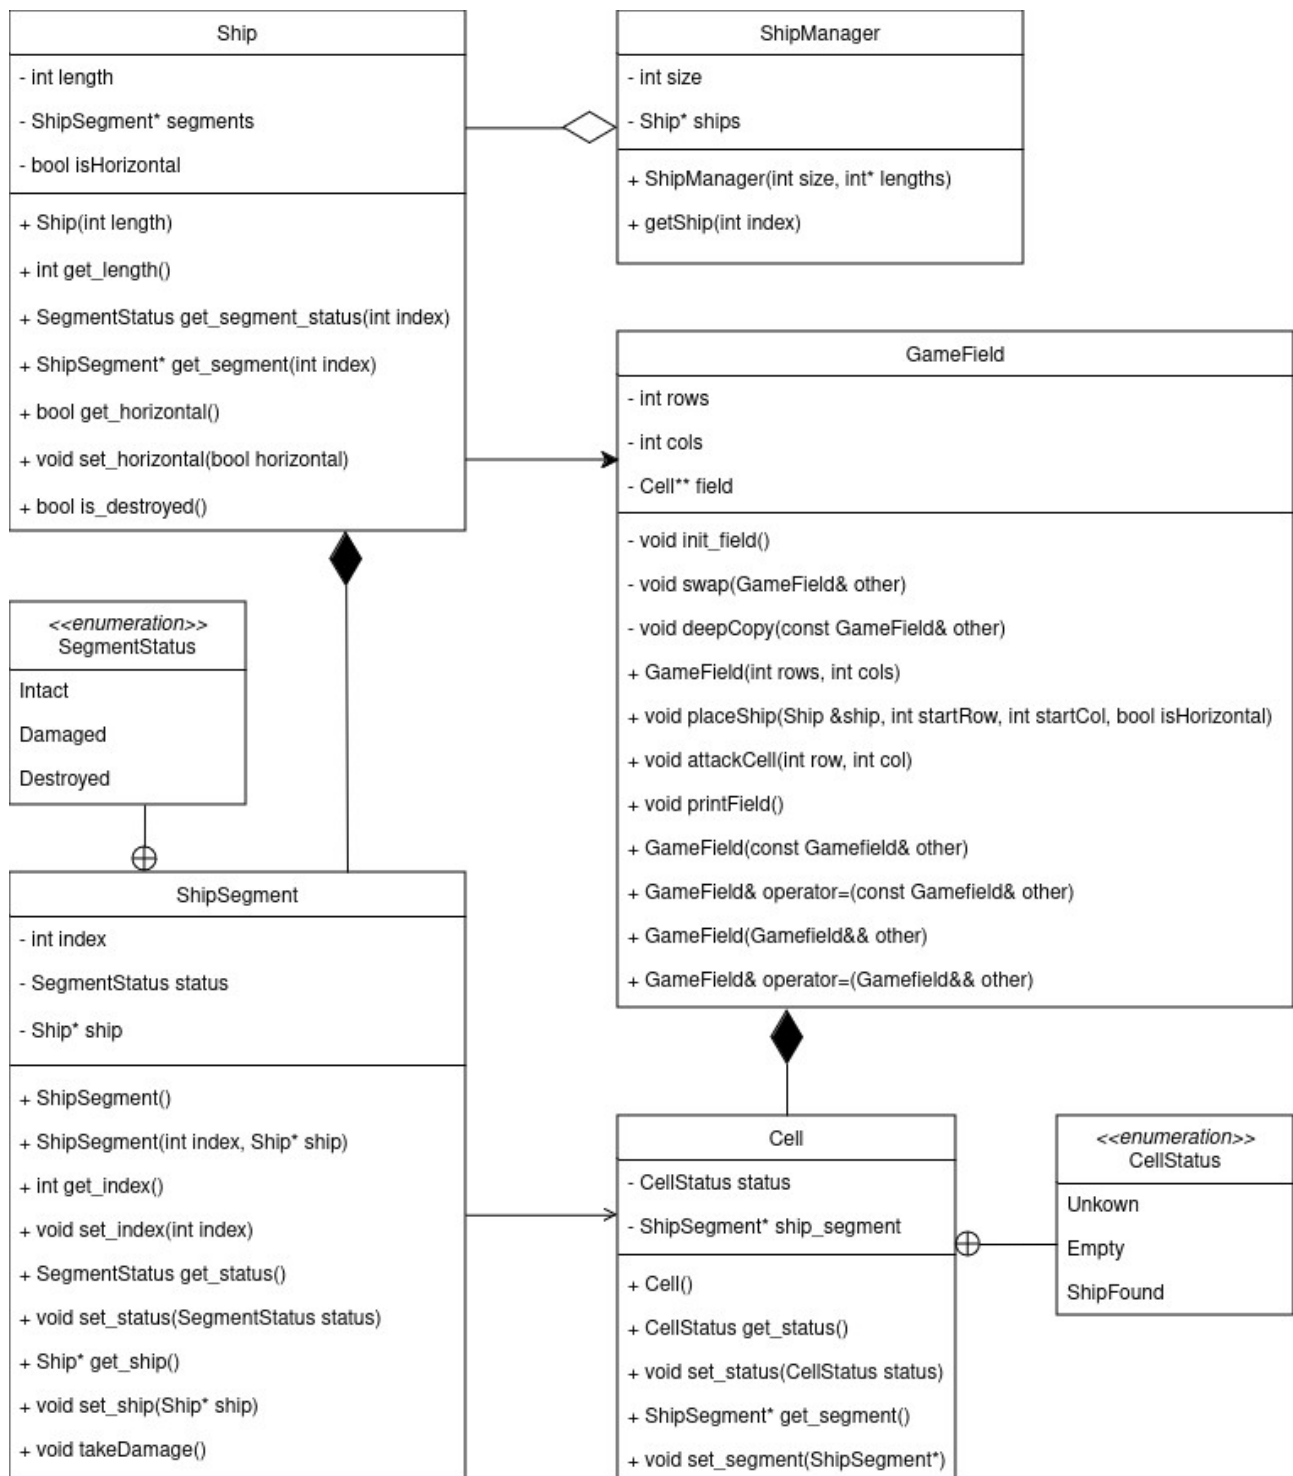 Ship
- int length
- ShipSegment* segments
- bool isHorizontal
+ Ship(int length)
+ int get_length()
+ SegmentStatus get_segment_status(int index)
+ ShipSegment* get_segment(int index)
+ bool get_horizontal()
+ void set_horizontal(bool horizontal)
+ bool is_destroyed()
ShipManager
- int size
- Ship* ships
+ ShipManager(int size, int* lengths)
+ getShip(int index)
GameField
- int rows
- int cols
- Cell** field
- void init_field()
- void swap(GameField& other)
- void deepCopy(const GameField& other)
+ GameField(int rows, int cols)
+ void placeShip(Ship &ship, int startRow, int startCol, bool isHorizontal)
+ void attackCell(int row, int col)
+ void printField()
+ GameField(const Gamefield& other)
+ GameField& operator=(const Gamefield& other)
+ GameField(Gamefield&& other)
+ GameField& operator=(Gamefield&& other)
<<enumeration>>
SegmentStatus
Intact
Damaged
Destroyed
ShipSegment
- int index
- SegmentStatus status
- Ship* ship
+ ShipSegment()
+ ShipSegment(int index, Ship* ship)
+ int get_index()
+ void set_index(int index)
+ SegmentStatus get_status()
+ void set_status(SegmentStatus status)
+ Ship* get_ship()
+ void set_ship(Ship* ship)
+ void takeDamage()
Cell
- CellStatus status
- ShipSegment* ship_segment
+ Cell()
+ CellStatus get_status()
+ void set_status(CellStatus status)
+ ShipSegment* get_segment()
+ void set_segment(ShipSegment*)
<<enumeration>>
CellStatus
Unkown
Empty
ShipFound